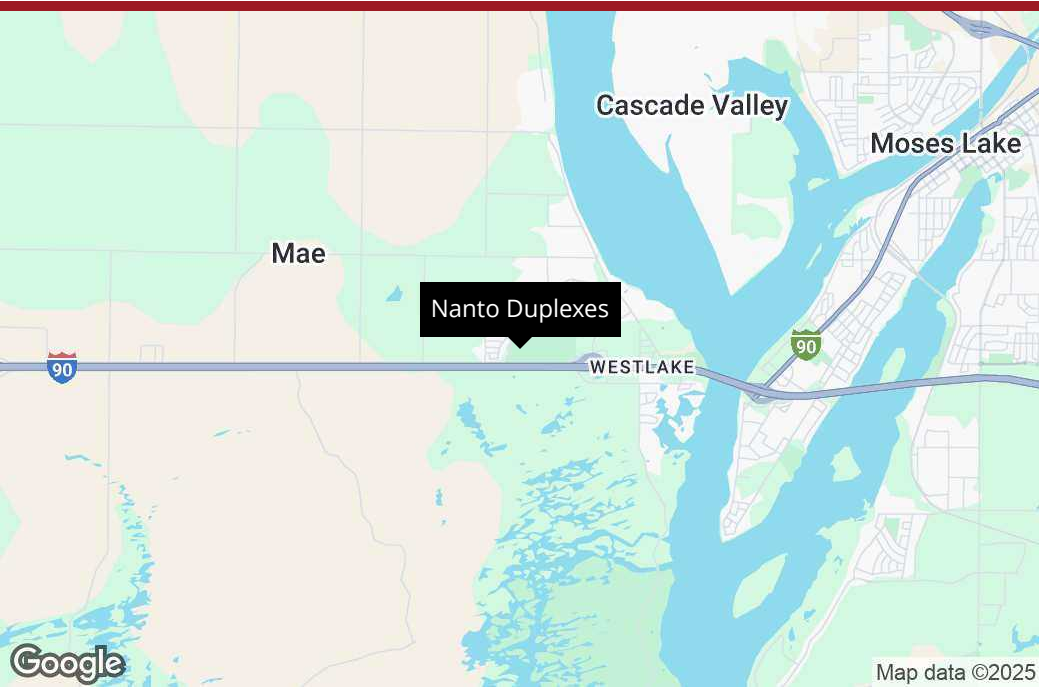 Cascade Valley
Moses Lake
Mae
Nanto Duplexes
90
WESTLAKE
90
Google
Map data ©2025